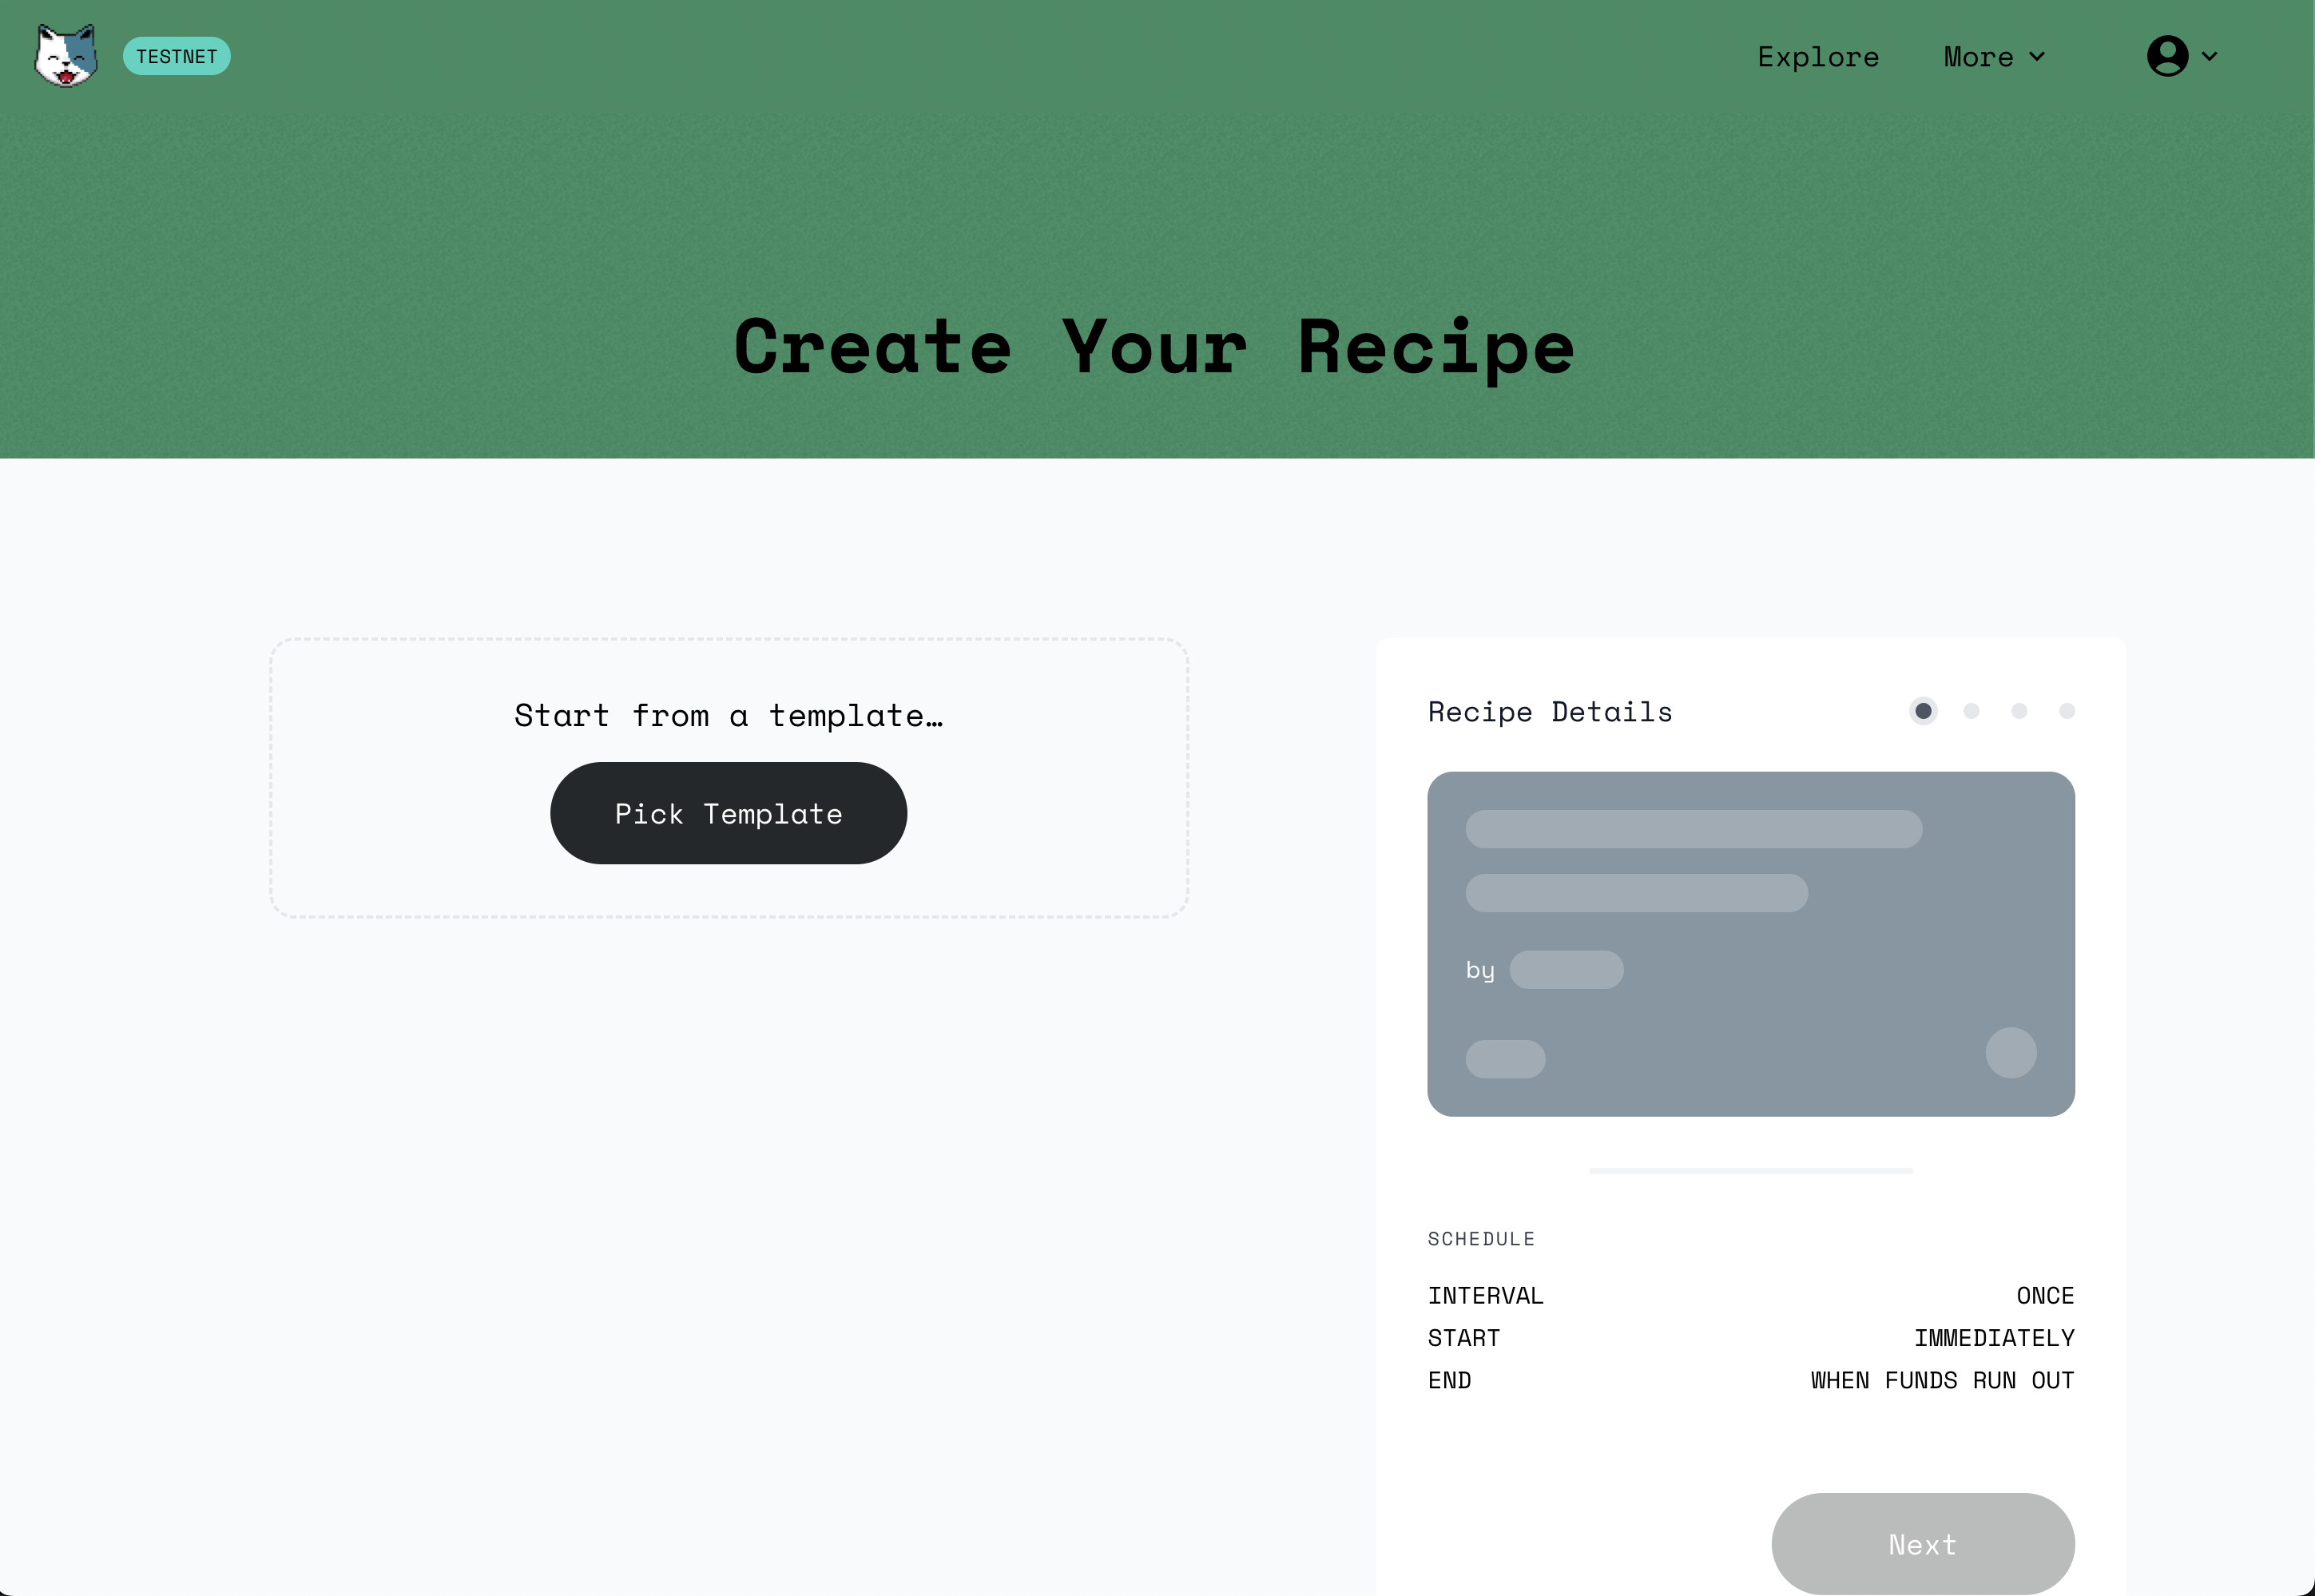 TESTNET
Explore
More
Create Your Recipe
Start from a template…
Pick Template
Recipe Details
by
SCHEDULE
INTERVAL ONCE
START IMMEDIATELY
END WHEN FUNDS RUN OUT
Next